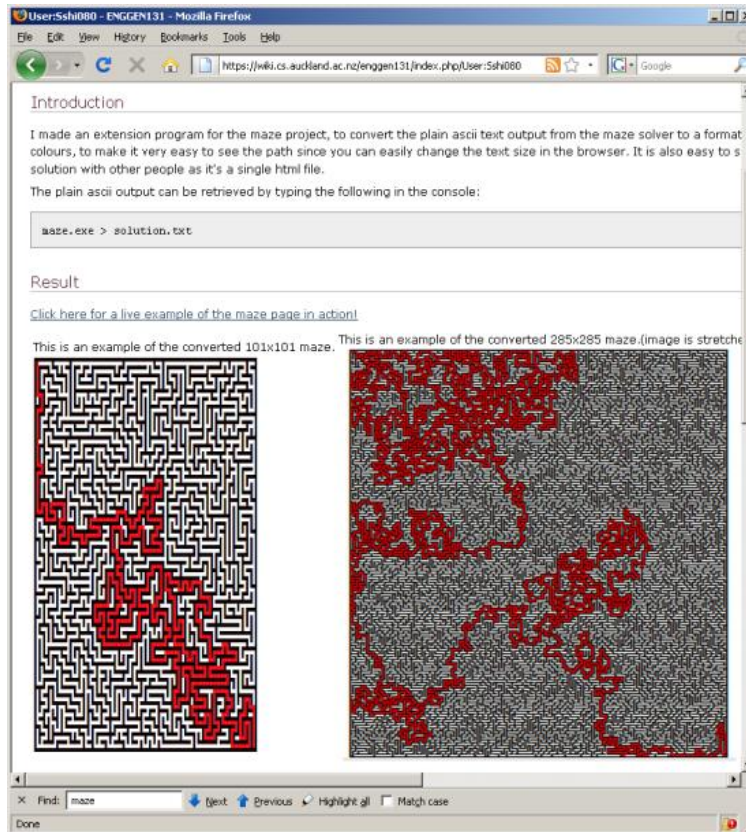 User:Sshi080 - ENGGEN131 - Mozilla Firefox
File Edit View History Bookmarks Tools Help
https://wiki.cs.auckland.ac.nz/enggen131/index.php/User:Sshi080 Google
Introduction
I made an extension program for the maze project, to convert the plain ascii text output from the maze solver to a format
colours, to make it very easy to see the path since you can easily change the text size in the browser. It is also easy to s
solution with other people as it's a single html file.
The plain ascii output can be retrieved by typing the following in the console:
maze.exe > solution.txt
Result
Click here for a live example of the maze page in action!
This is an example of the converted 101x101 maze.
This is an example of the converted 285x285 maze.(image is stretche
Find: maze Next Previous Highlight all Match case
Done